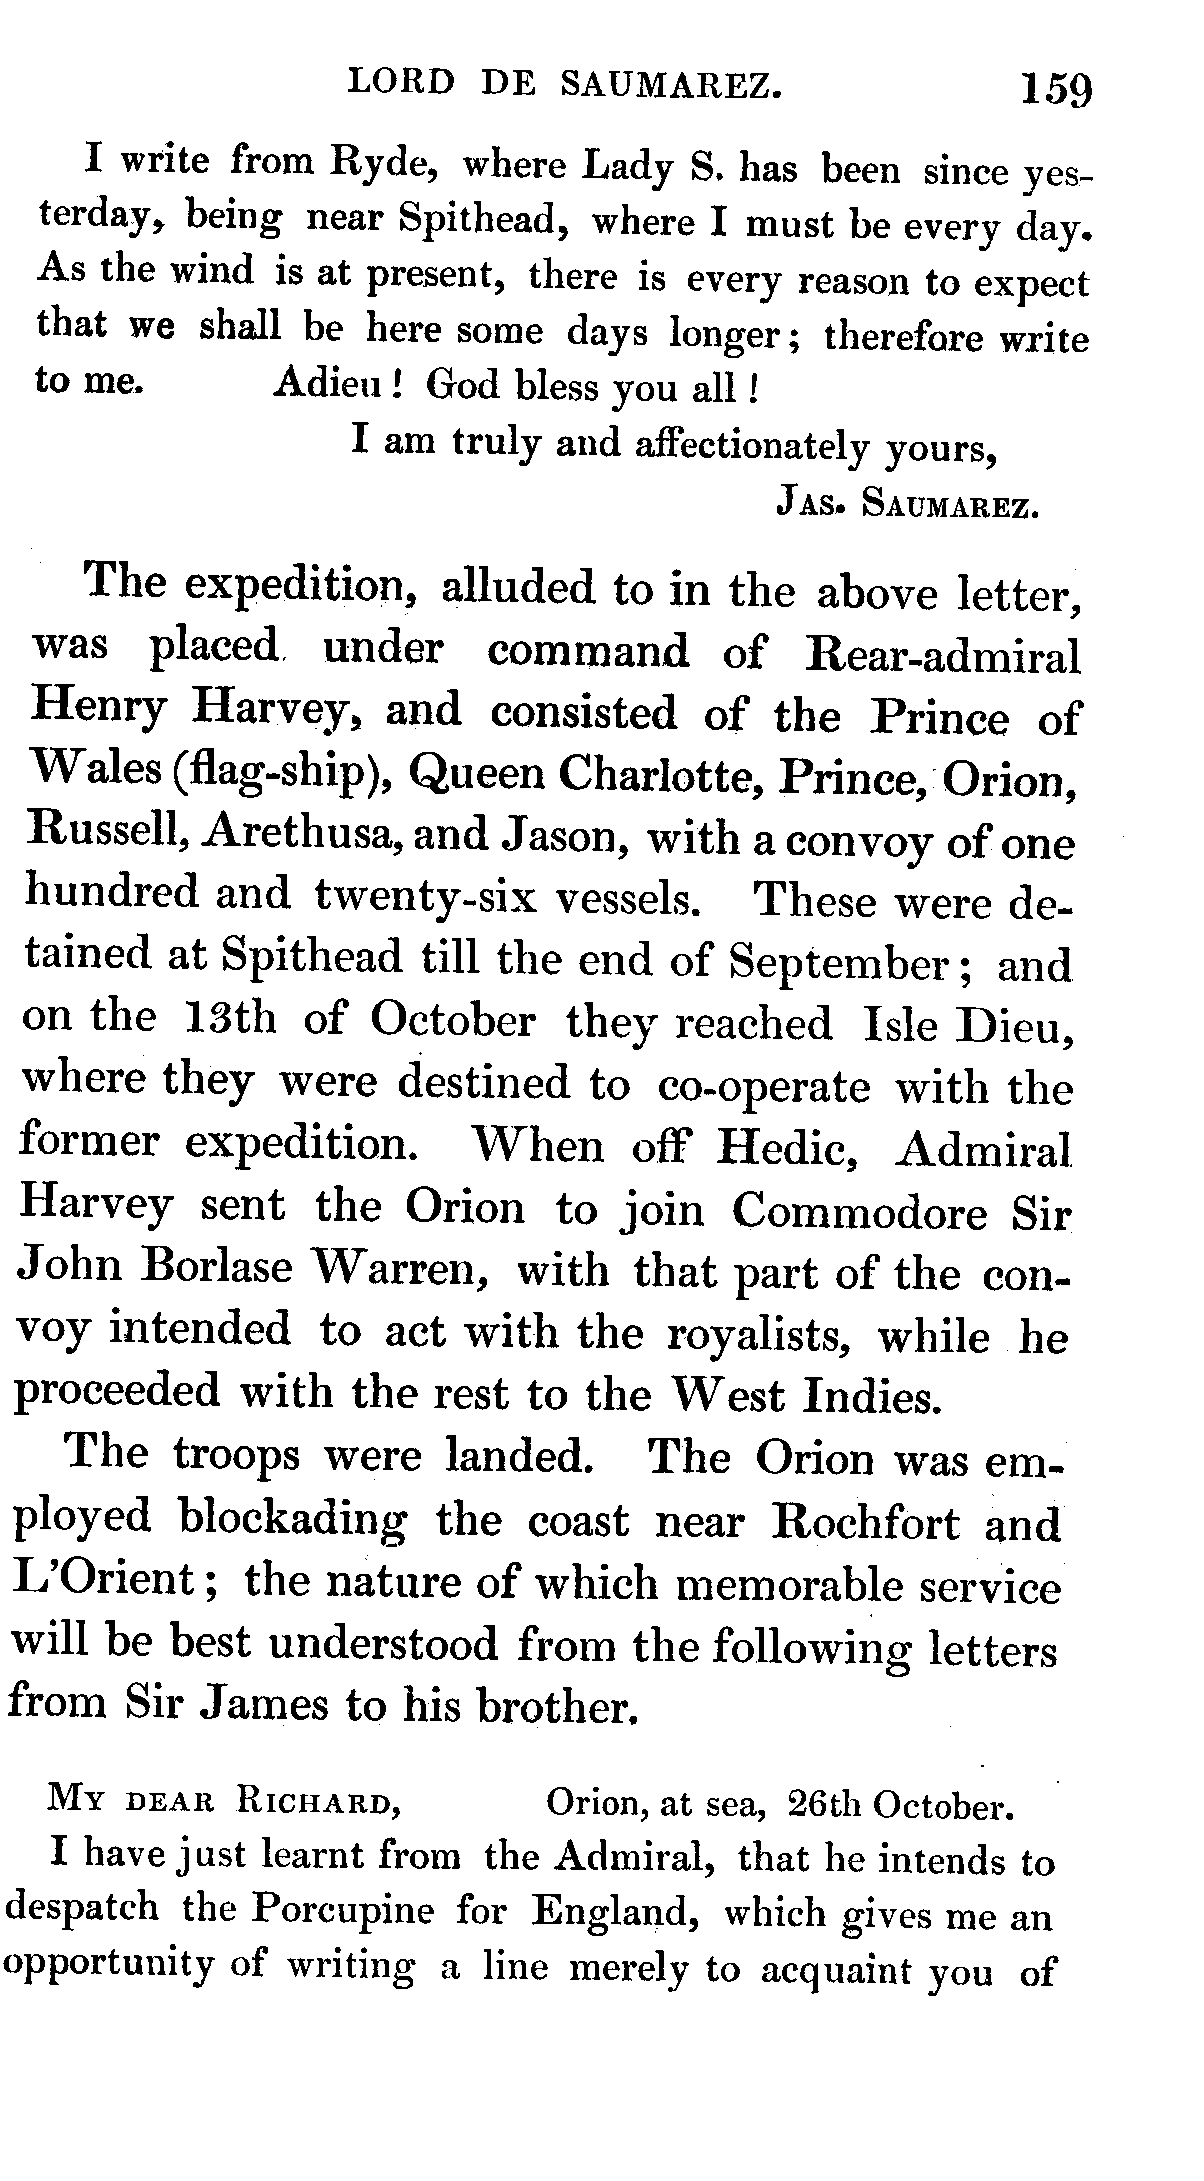 LORD DE SAUMAREZ. 159
I write from Ryde, where Lady S. has been since yes-
terday, being near Spithead, where I must be every day.
As the wind is at present, there is every reason to expect
that we shall be here some days longer; therefore write
to me. Adieu! God bless you all!
I am truly and affectionately yours,
JAS. SAUMAREZ.
The expedition, alluded to in the above letter,
was placed under command of Rear-admiral
Henry Harvey, and consisted of the Prince of
Wales (flag-ship), Queen Charlotte, Prince, Orion,
Russell, Arethusa, and Jason, with a convoy of one
hundred and twenty-six vessels. These were de-
tained at Spithead till the end of September; and
on the 13th of October they reached Isle Dieu,
where they were destined to co-operate with the
former expedition. When off Hedic, Admiral
Harvey sent the Orion to join Commodore Sir
John Borlase Warren, with that part of the con-
voy intended to act with the royalists, while he
proceeded with the rest to the West Indies.
The troops were landed. The Orion was em-
ployed blockading the coast near Rochfort and
L'Orient; the nature of which memorable service
will be best understood from the following letters
from Sir James to his brother.
MY DEAR RICHARD, Orion, at sea, 26th October.
I have just learnt from the Admiral, that he intends to
despatch the Porcupine for England, which gives me an
opportunity of writing a line merely to acquaint you of